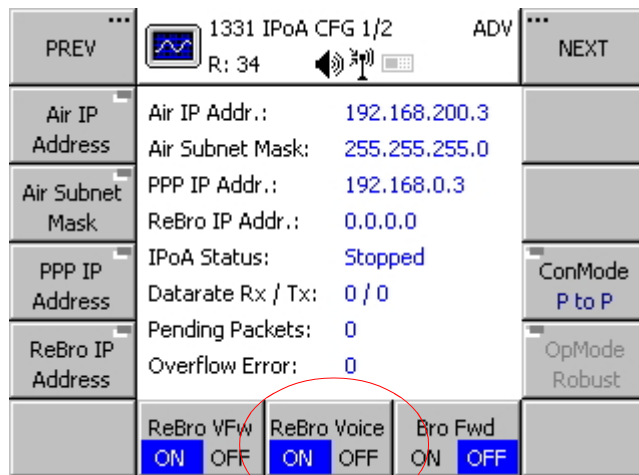 PREV
1331 IPoA CFG 1/2 ADV
R: 34
NEXT
Air IP
Address
Air Subnet
Mask
PPP IP
Address
ReBro IP
Address
Air IP Addr.: 192.168.200.3
Air Subnet Mask: 255.255.255.0
PPP IP Addr.: 192.168.0.3
ReBro IP Addr.: 0.0.0.0
IPoA Status: Stopped
Datarate Rx / Tx: 0 / 0
Pending Packets: 0
Overflow Error: 0
ConMode
P to P
OpMode
Robust
ReBro VFw
ON OFF
ReBro Voice
ON OFF
Bro Fwd
ON OFF